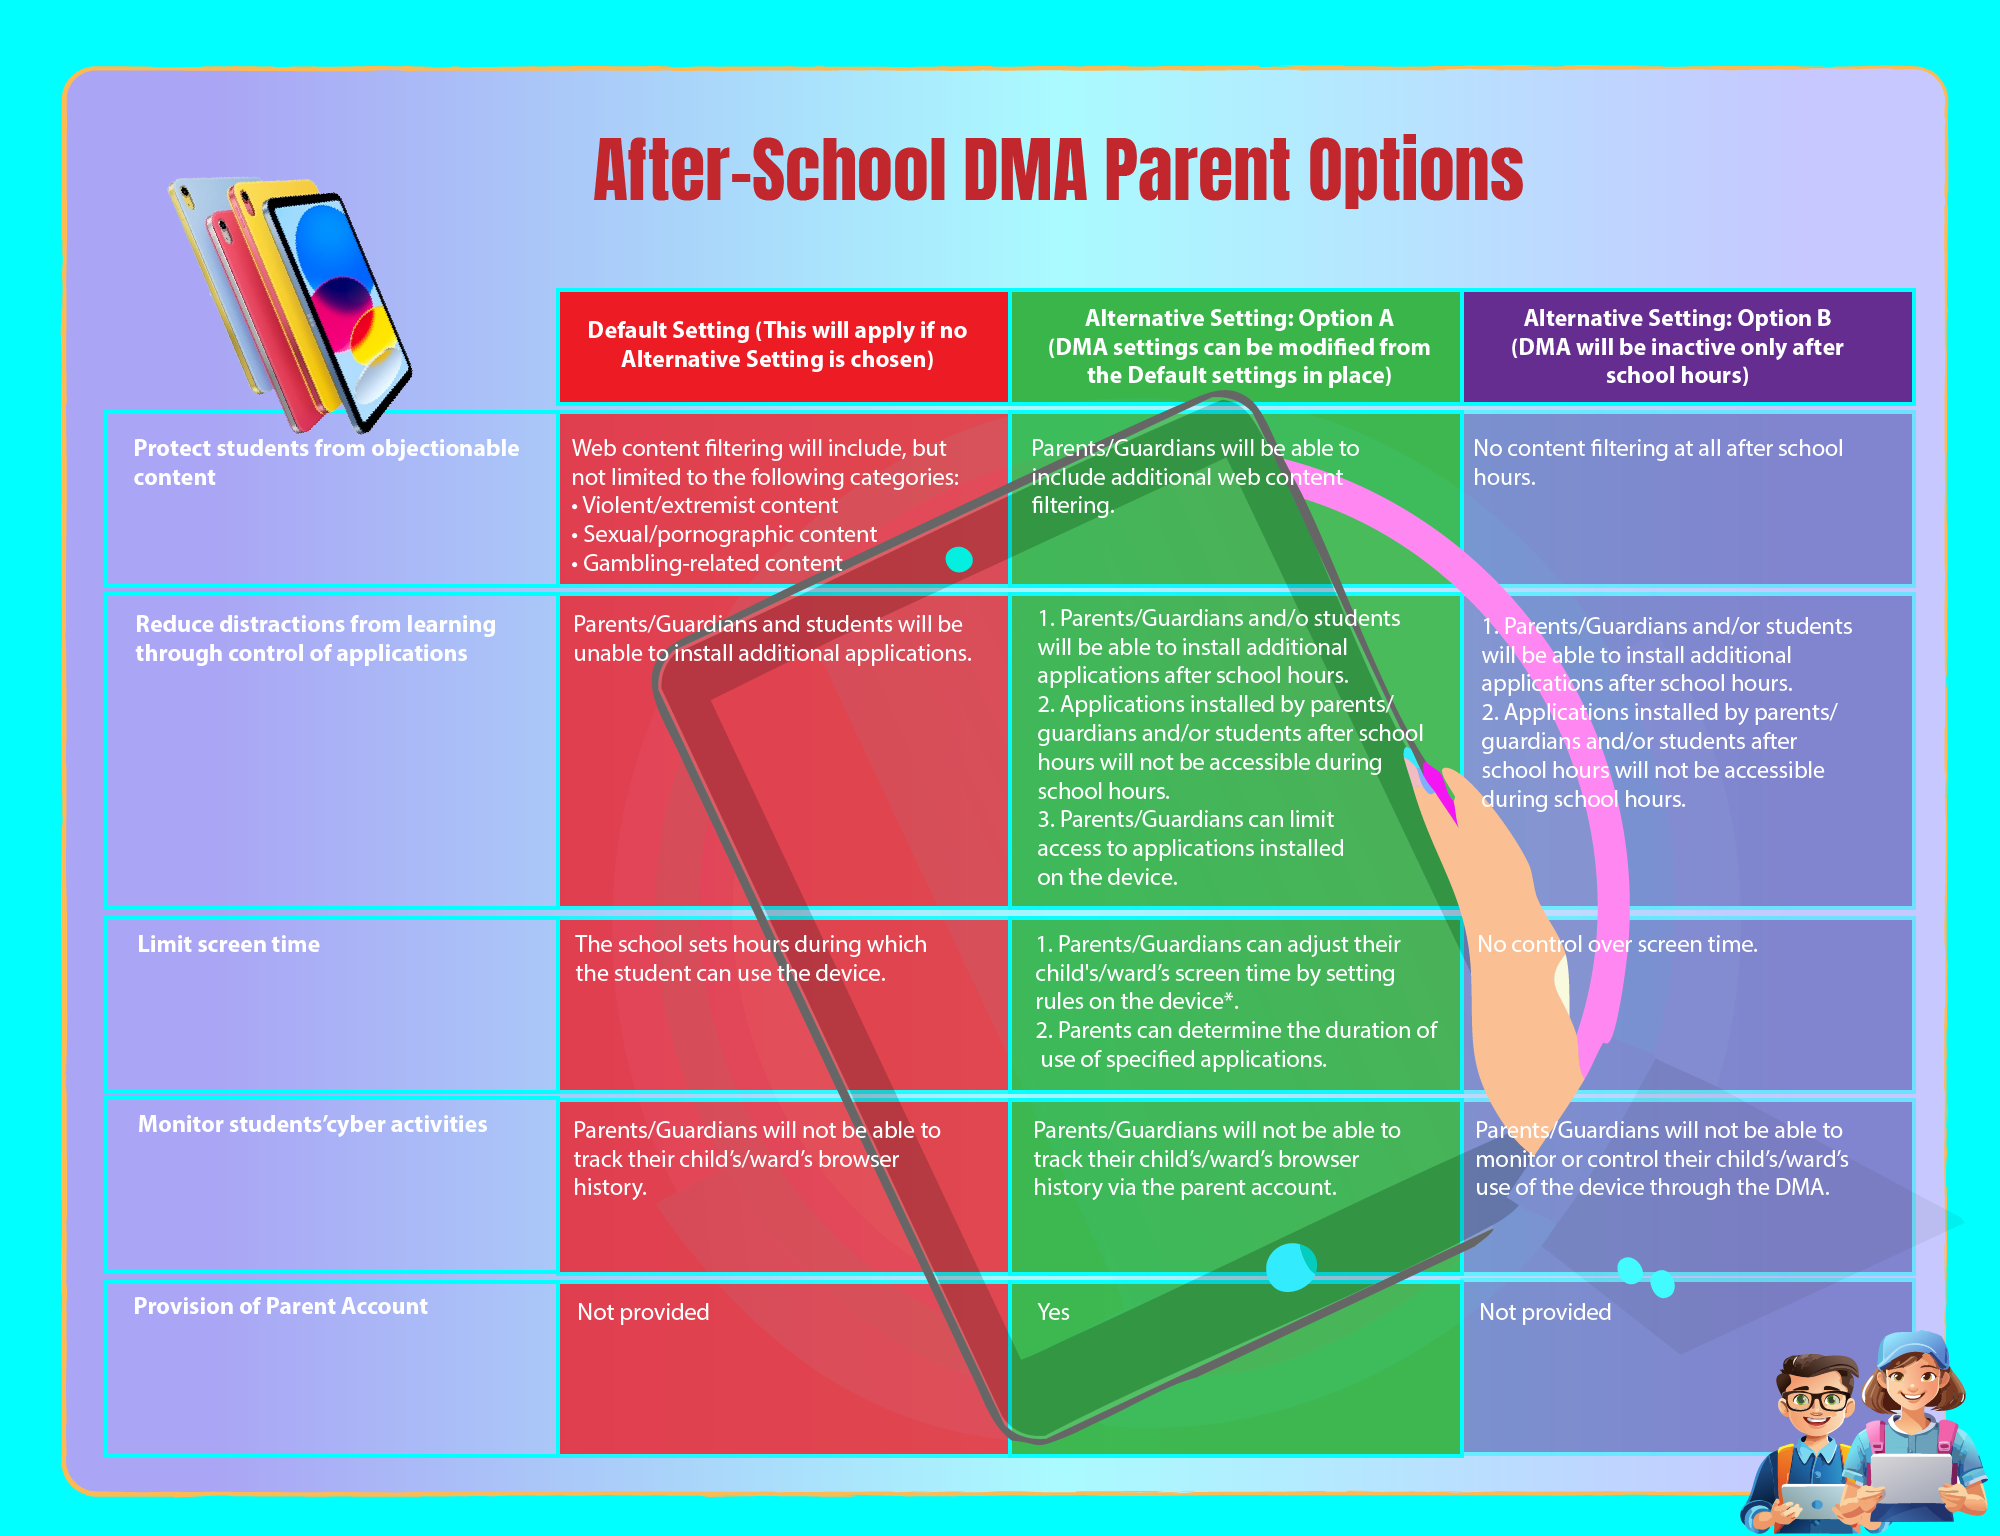 After-School DMA Parent Options
Default Setting (This will apply if no
Alternative Setting is chosen)
Alternative Setting: Option A
(DMA settings can be modified from
the Default settings in place)
Alternative Setting: Option B
(DMA will be inactive only after
school hours)
Protect students from objectionable
content
Web content filtering will include, but
not limited to the following categories:
• Violent/extremist content
• Sexual/pornographic content
• Gambling-related content
Parents/Guardians will be able to
include additional web content
filtering.
No content filtering at all after school
hours.
Reduce distractions from learning
through control of applications
Parents/Guardians and students will be
unable to install additional applications.
1. Parents/Guardians and/o students
will be able to install additional
applications after school hours.
2. Applications installed by parents/
guardians and/or students after school
hours will not be accessible during
school hours.
3. Parents/Guardians can limit
access to applications installed
on the device.
1. Parents/Guardians and/or students
will be able to install additional
applications after school hours.
2. Applications installed by parents/
guardians and/or students after
school hours will not be accessible
during school hours.
Limit screen time
The school sets hours during which
the student can use the device.
1. Parents/Guardians can adjust their
child's/ward’s screen time by setting
rules on the device*.
2. Parents can determine the duration of
use of specified applications.
No control over screen time.
Monitor students’cyber activities
Parents/Guardians will not be able to
track their child’s/ward’s browser
history.
Parents/Guardians will not be able to
track their child’s/ward’s browser
history via the parent account.
Parents/Guardians will not be able to
monitor or control their child’s/ward’s
use of the device through the DMA.
Provision of Parent Account
Not provided
Yes
Not provided